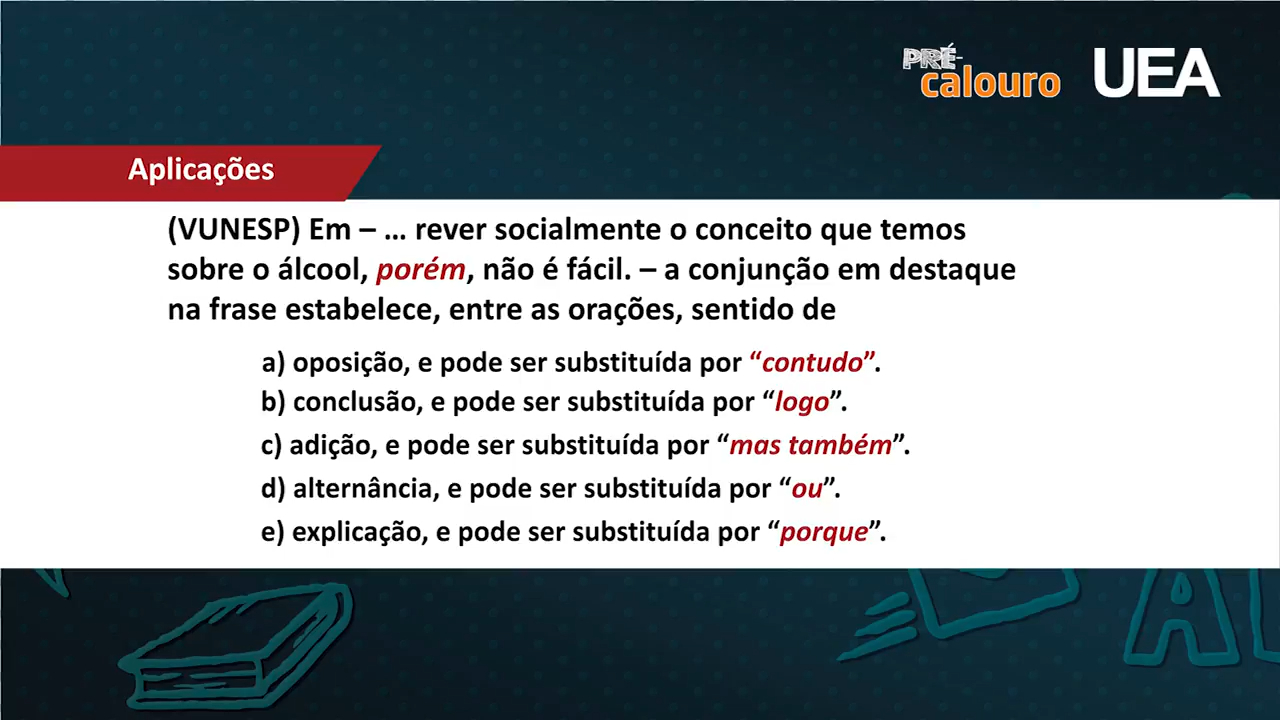 PRÉ-
calouro
UEA
Aplicações
(VUNESP) Em – ... rever socialmente o conceito que temos
sobre o álcool, porém, não é fácil. – a conjunção em destaque
na frase estabelece, entre as orações, sentido de
a) oposição, e pode ser substituída por “contudo”.
b) conclusão, e pode ser substituída por “logo”.
c) adição, e pode ser substituída por “mas também”.
d) alternância, e pode ser substituída por “ou”.
e) explicação, e pode ser substituída por “porque”.